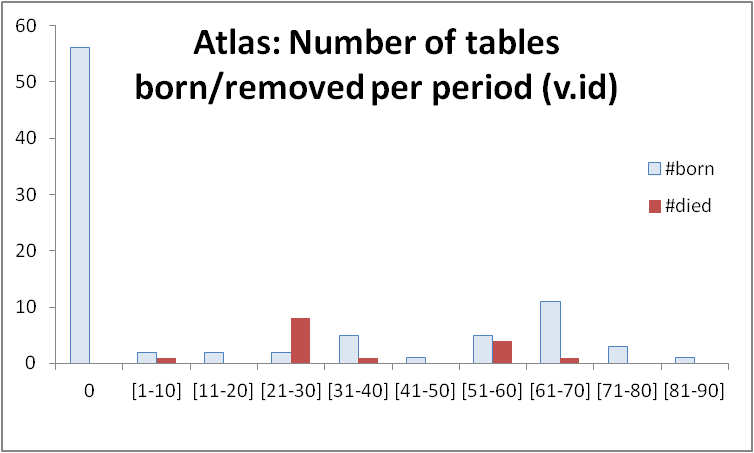 Atlas: Number of tables
born/removed per period (v.id)
60
50
40
30
20
10
0
#born
#died
0 [1-10] [11-20] [21-30] [31-40] [41-50] [51-60] [61-70] [71-80] [81-90]